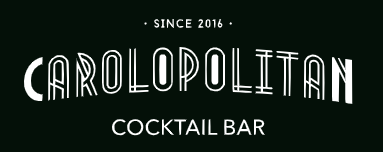 · SINCE 2016 ·
CAROLOPOLITAN
COCKTAIL BAR